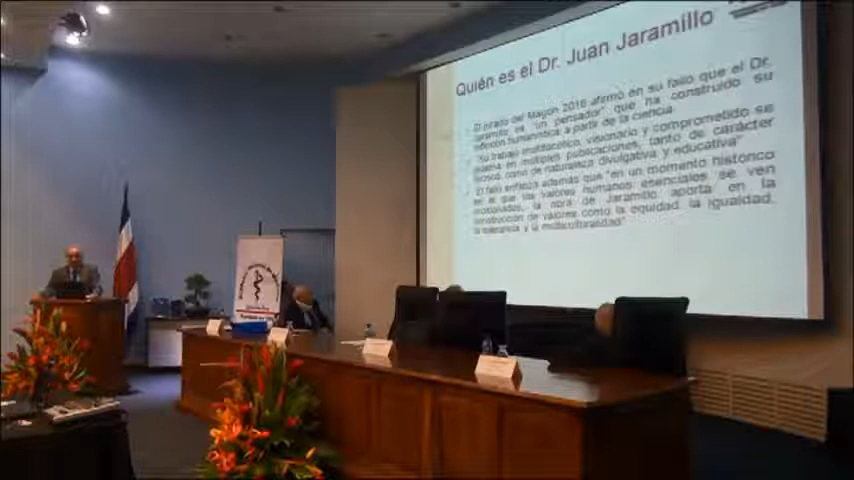 Quién es el Dr. Juan Jaramillo
El jurado del Magón 2016 afirmó en su fallo que el Dr.
Jaramillo es "un pensador" que ha construido su
reflexión humanística a partir de la ciencia.
"Su trabajo multifacético, visionario y comprometido se
plasma en múltiples publicaciones, tanto de carácter
técnico, como de naturaleza divulgativa y educativa"
El fallo enfatiza además que "en un momento histórico
en el que los valores humanos esenciales se ven
erosionados, la obra de Jaramillo aporta en la
construcción de valores como la equidad, la igualdad,
la tolerancia y la multiculturalidad"